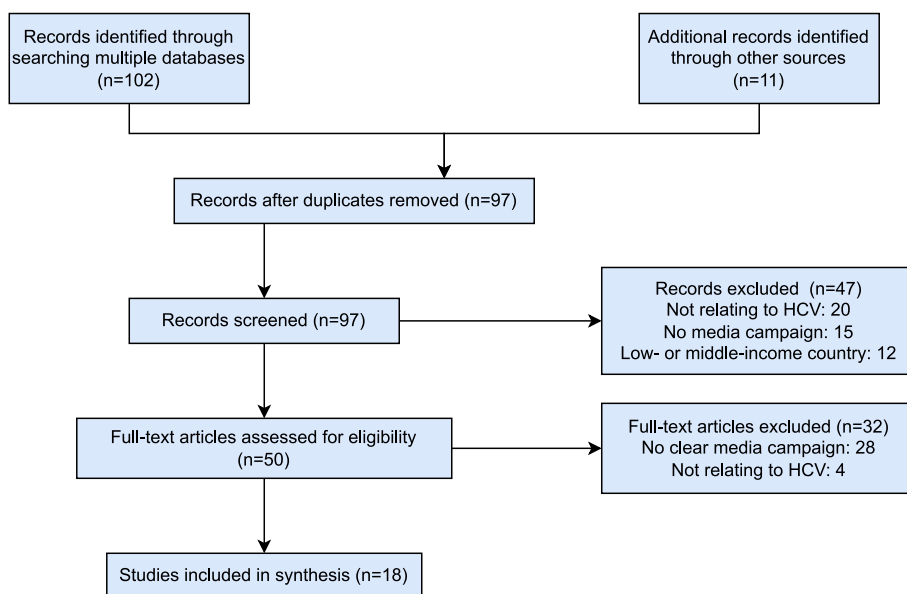 Records identified through
searching multiple databases
(n=102)
Additional records identified
through other sources
(n=11)
Records after duplicates removed (n=97)
Records screened (n=97)
Records excluded  (n=47)
Not relating to HCV: 20
No media campaign: 15
Low- or middle-income country: 12
Full-text articles assessed for eligibility
(n=50)
Full-text articles excluded (n=32)
No clear media campaign: 28
Not relating to HCV: 4
Studies included in synthesis (n=18)